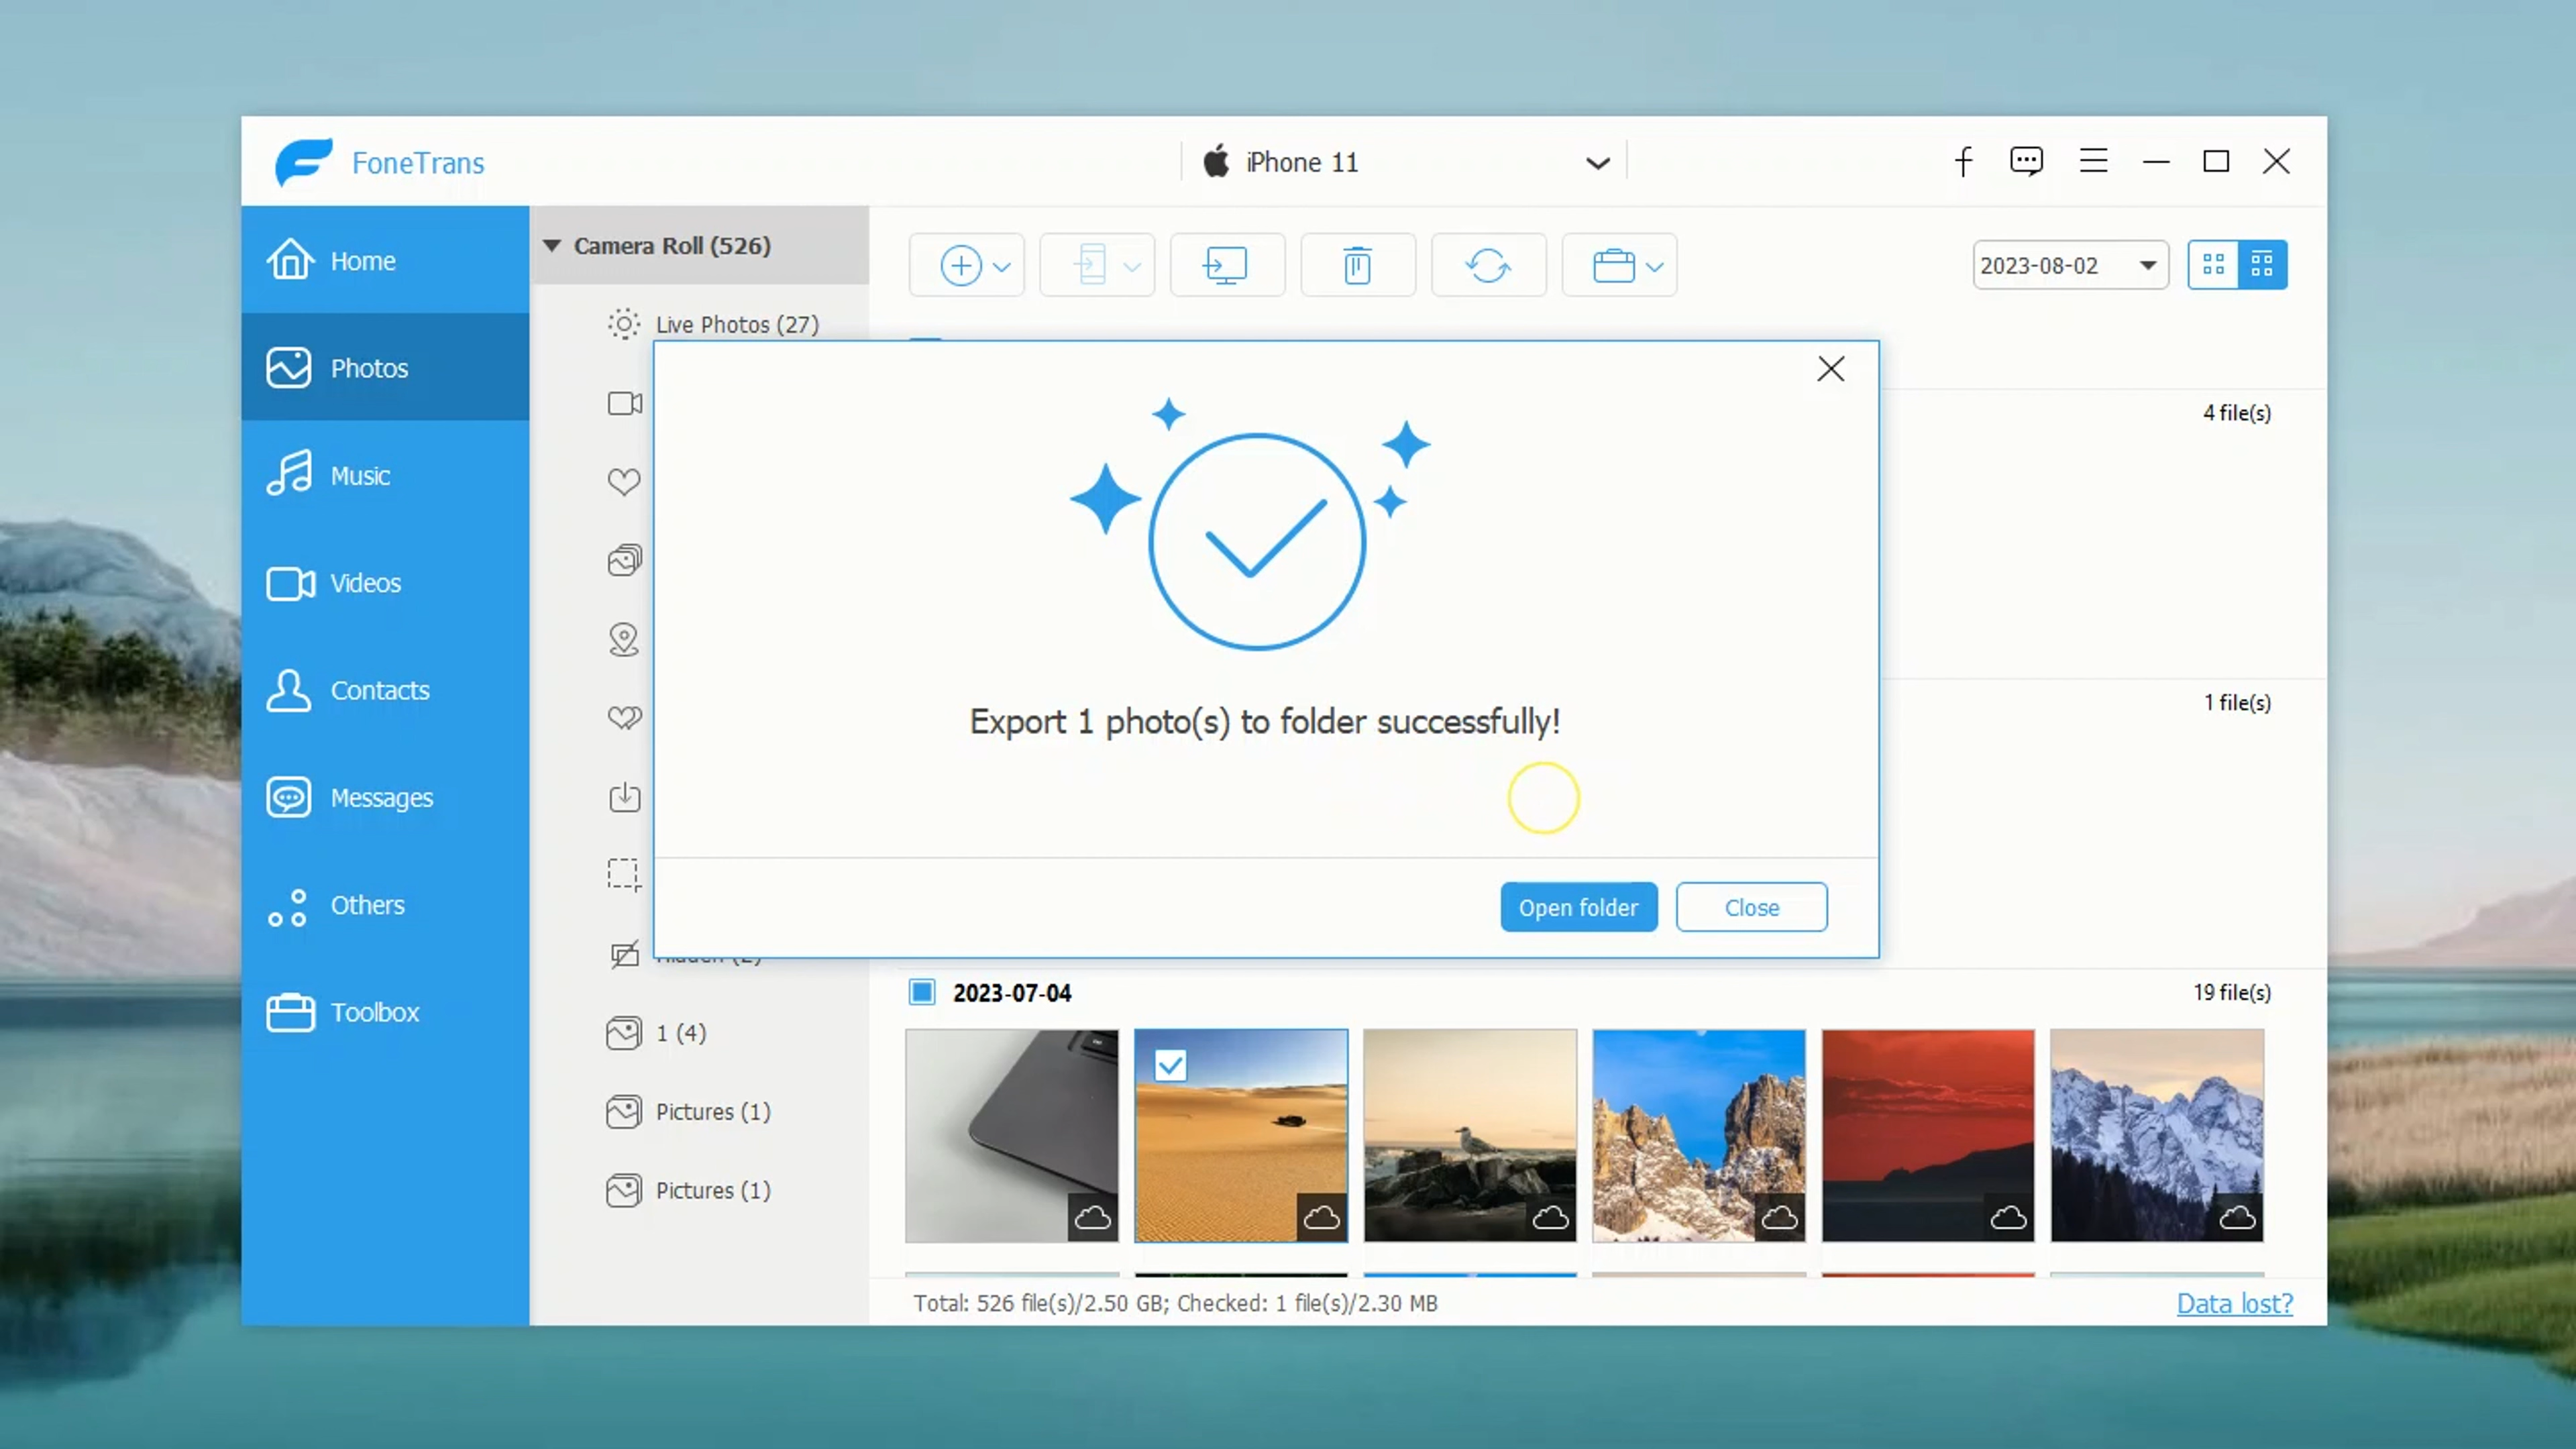 FoneTrans
iPhone 11
Home
Photos
Music
Videos
Contacts
Messages
Others
Toolbox
Camera Roll (526)
Live Photos (27)
1 (4)
Pictures (1)
Pictures (1)
2023-08-02
4 file(s)
1 file(s)
Export 1 photo(s) to folder successfully!
Open folder
Close
2023-07-04
19 file(s)
Total: 526 file(s)/2.50 GB; Checked: 1 file(s)/2.30 MB
Data lost?